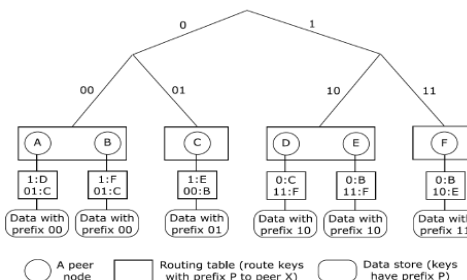 0 1
00 01 10 11
A B C D E F
1:D 1:F 1:E 0:C 0:B 0:B
01:C 01:C 00:B 11:F 11:F 10:E
Data with Data with Data with Data with Data with Data with
prefix 00 prefix 00 prefix 01 prefix 10 prefix 10 prefix 11
A peer Routing table (route keys Data store (keys
node with prefix P to peer X) have prefix P)